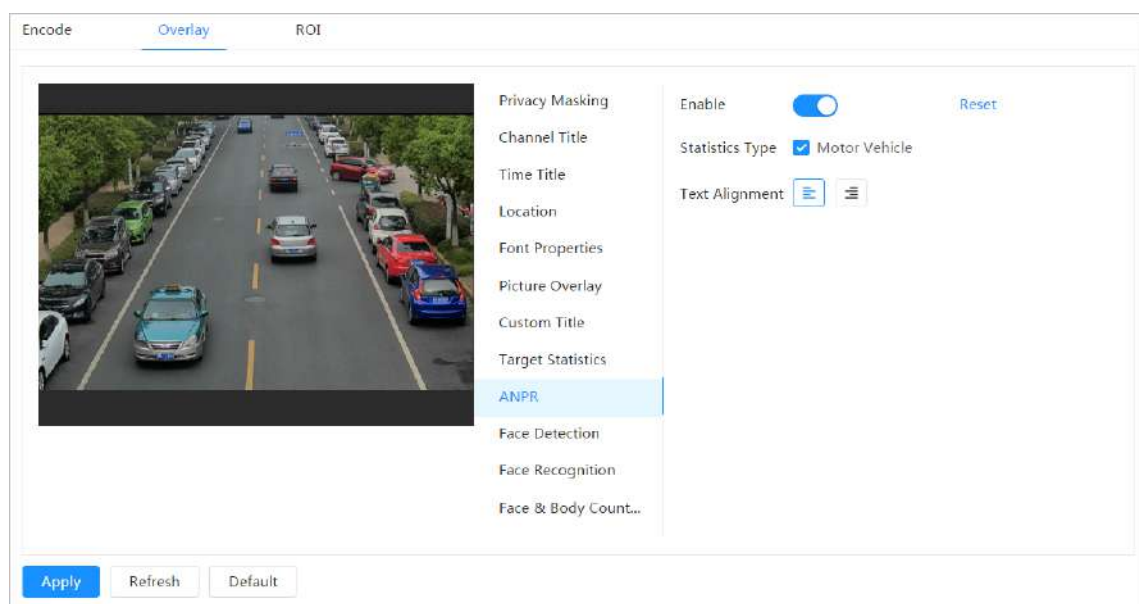 Encode Overlay ROI
Privacy Masking
Channel Title
Time Title
Location
Font Properties
Picture Overlay
Custom Title
Target Statistics
ANPR
Face Detection
Face Recognition
Face & Body Count...
Enable Reset
Statistics Type Motor Vehicle
Text Alignment
Apply Refresh Default